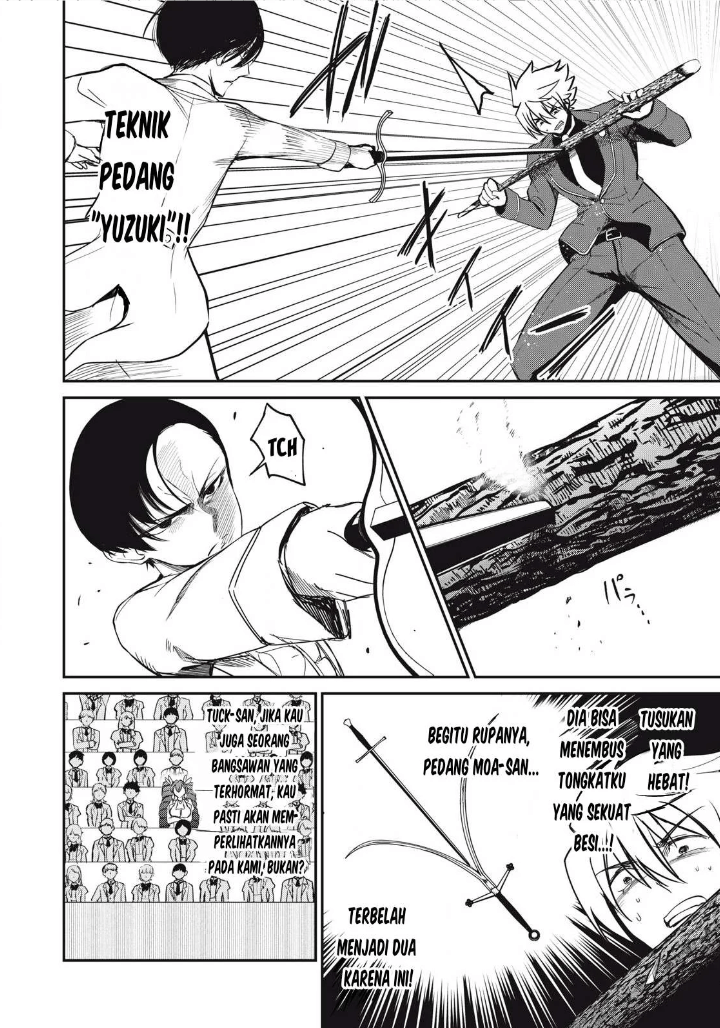 TEKNIK
PEDANG
"YUZUKI"!!
TCH
パラ
TUSUKAN
YANG
HEBAT!
DIA BISA
MENEMBUS
TONGKATKU
YANG SEKUAT
BESI...!!
BEGITU RUPANYA,
PEDANG MOA-SAN...
TERBELAH
MENJADI DUA
KARENA INI!
TUCK-SAN, JIKA KAU
JUGA SEORANG
BANGSAWAN YANG
TERHORMAT, KAU
PASTI AKAN MEM-
PERLIHATKANNYA
PADA KAMI, BUKAN?